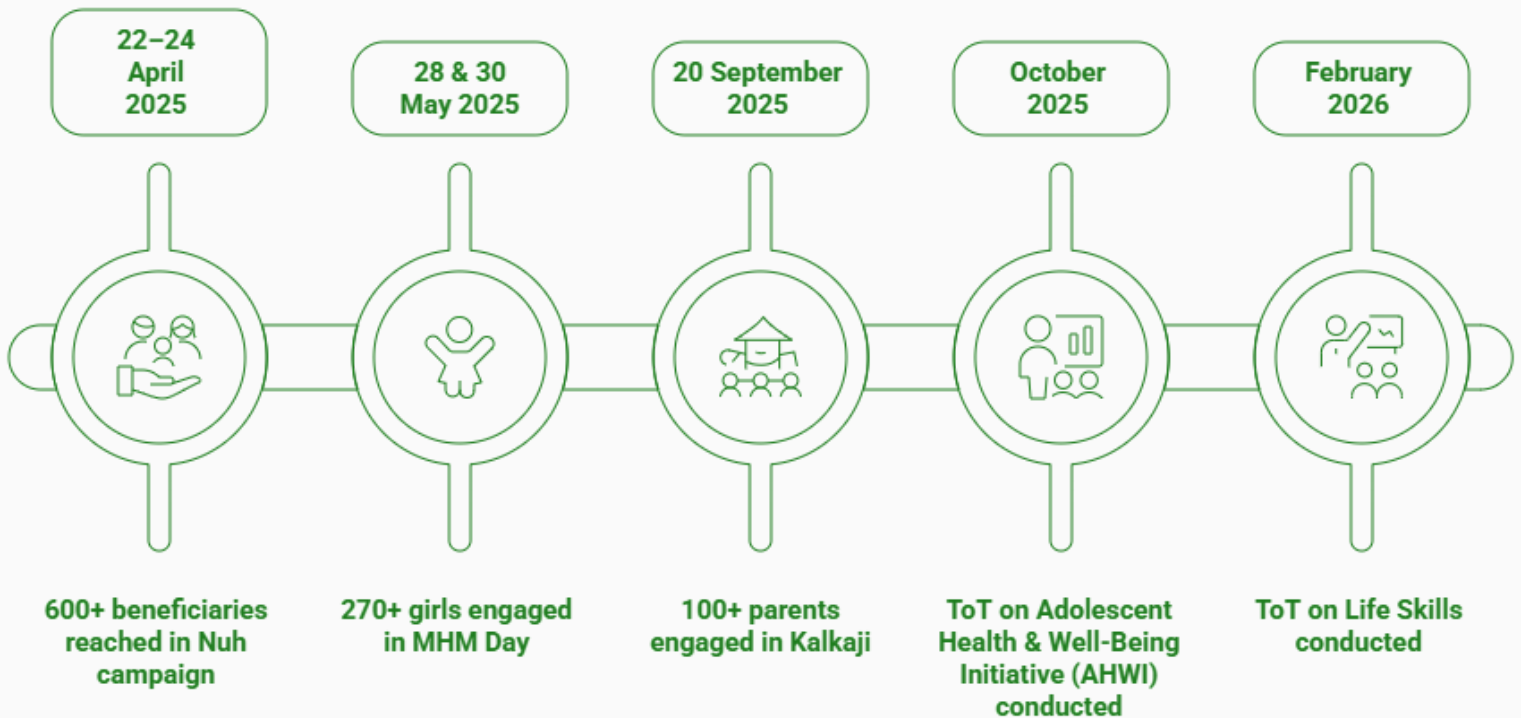 22–24
April
2025
28 & 30
May 2025
20 September
2025
October
2025
February
2026
600+ beneficiaries
reached in Nuh
campaign
270+ girls engaged
in MHM Day
100+ parents
engaged in Kalkaji
ToT on Adolescent
Health & Well-Being
Initiative (AHWI)
conducted
ToT on Life Skills
conducted